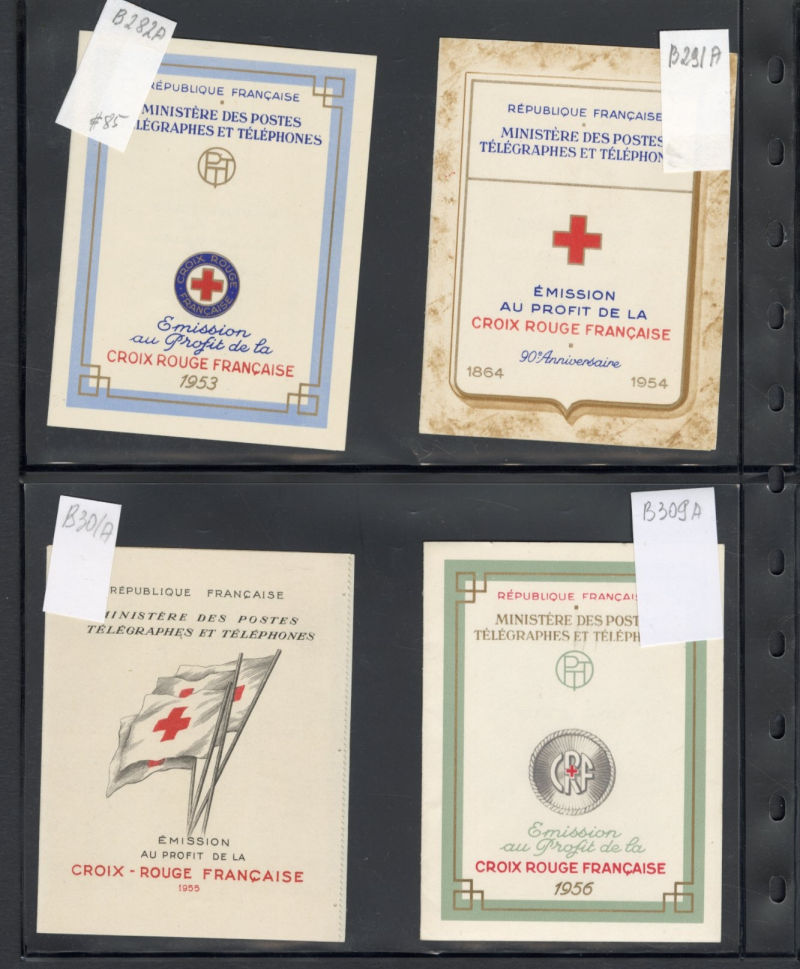 B282A
$85
RÉPUBLIQUE FRANÇAISE
MINISTÈRE DES POSTES
TÉLÉGRAPHES ET TÉLÉPHONES
PTT
CROIX ROUGE
FRANÇAISE
Émission
au Profit de la
CROIX ROUGE FRANÇAISE
1953
B291A
RÉPUBLIQUE FRANÇAISE
MINISTÈRE DES POSTES
TÉLÉGRAPHES ET TÉLÉPHON
ÉMISSION
AU PROFIT DE LA
CROIX ROUGE FRANÇAISE
90e Anniversaire
1864 1954
B301A
RÉPUBLIQUE FRANÇAISE
MINISTÈRE DES POSTES
TÉLÉGRAPHES ET TÉLÉPHONES
ÉMISSION
AU PROFIT DE LA
CROIX - ROUGE FRANÇAISE
1955
B309A
RÉPUBLIQUE FRANÇAIS
MINISTÈRE DES POST
TÉLÉGRAPHES ET TÉLÉPH
PTT
CRF
Émission
au Profit de la
CROIX ROUGE FRANÇAISE
1956